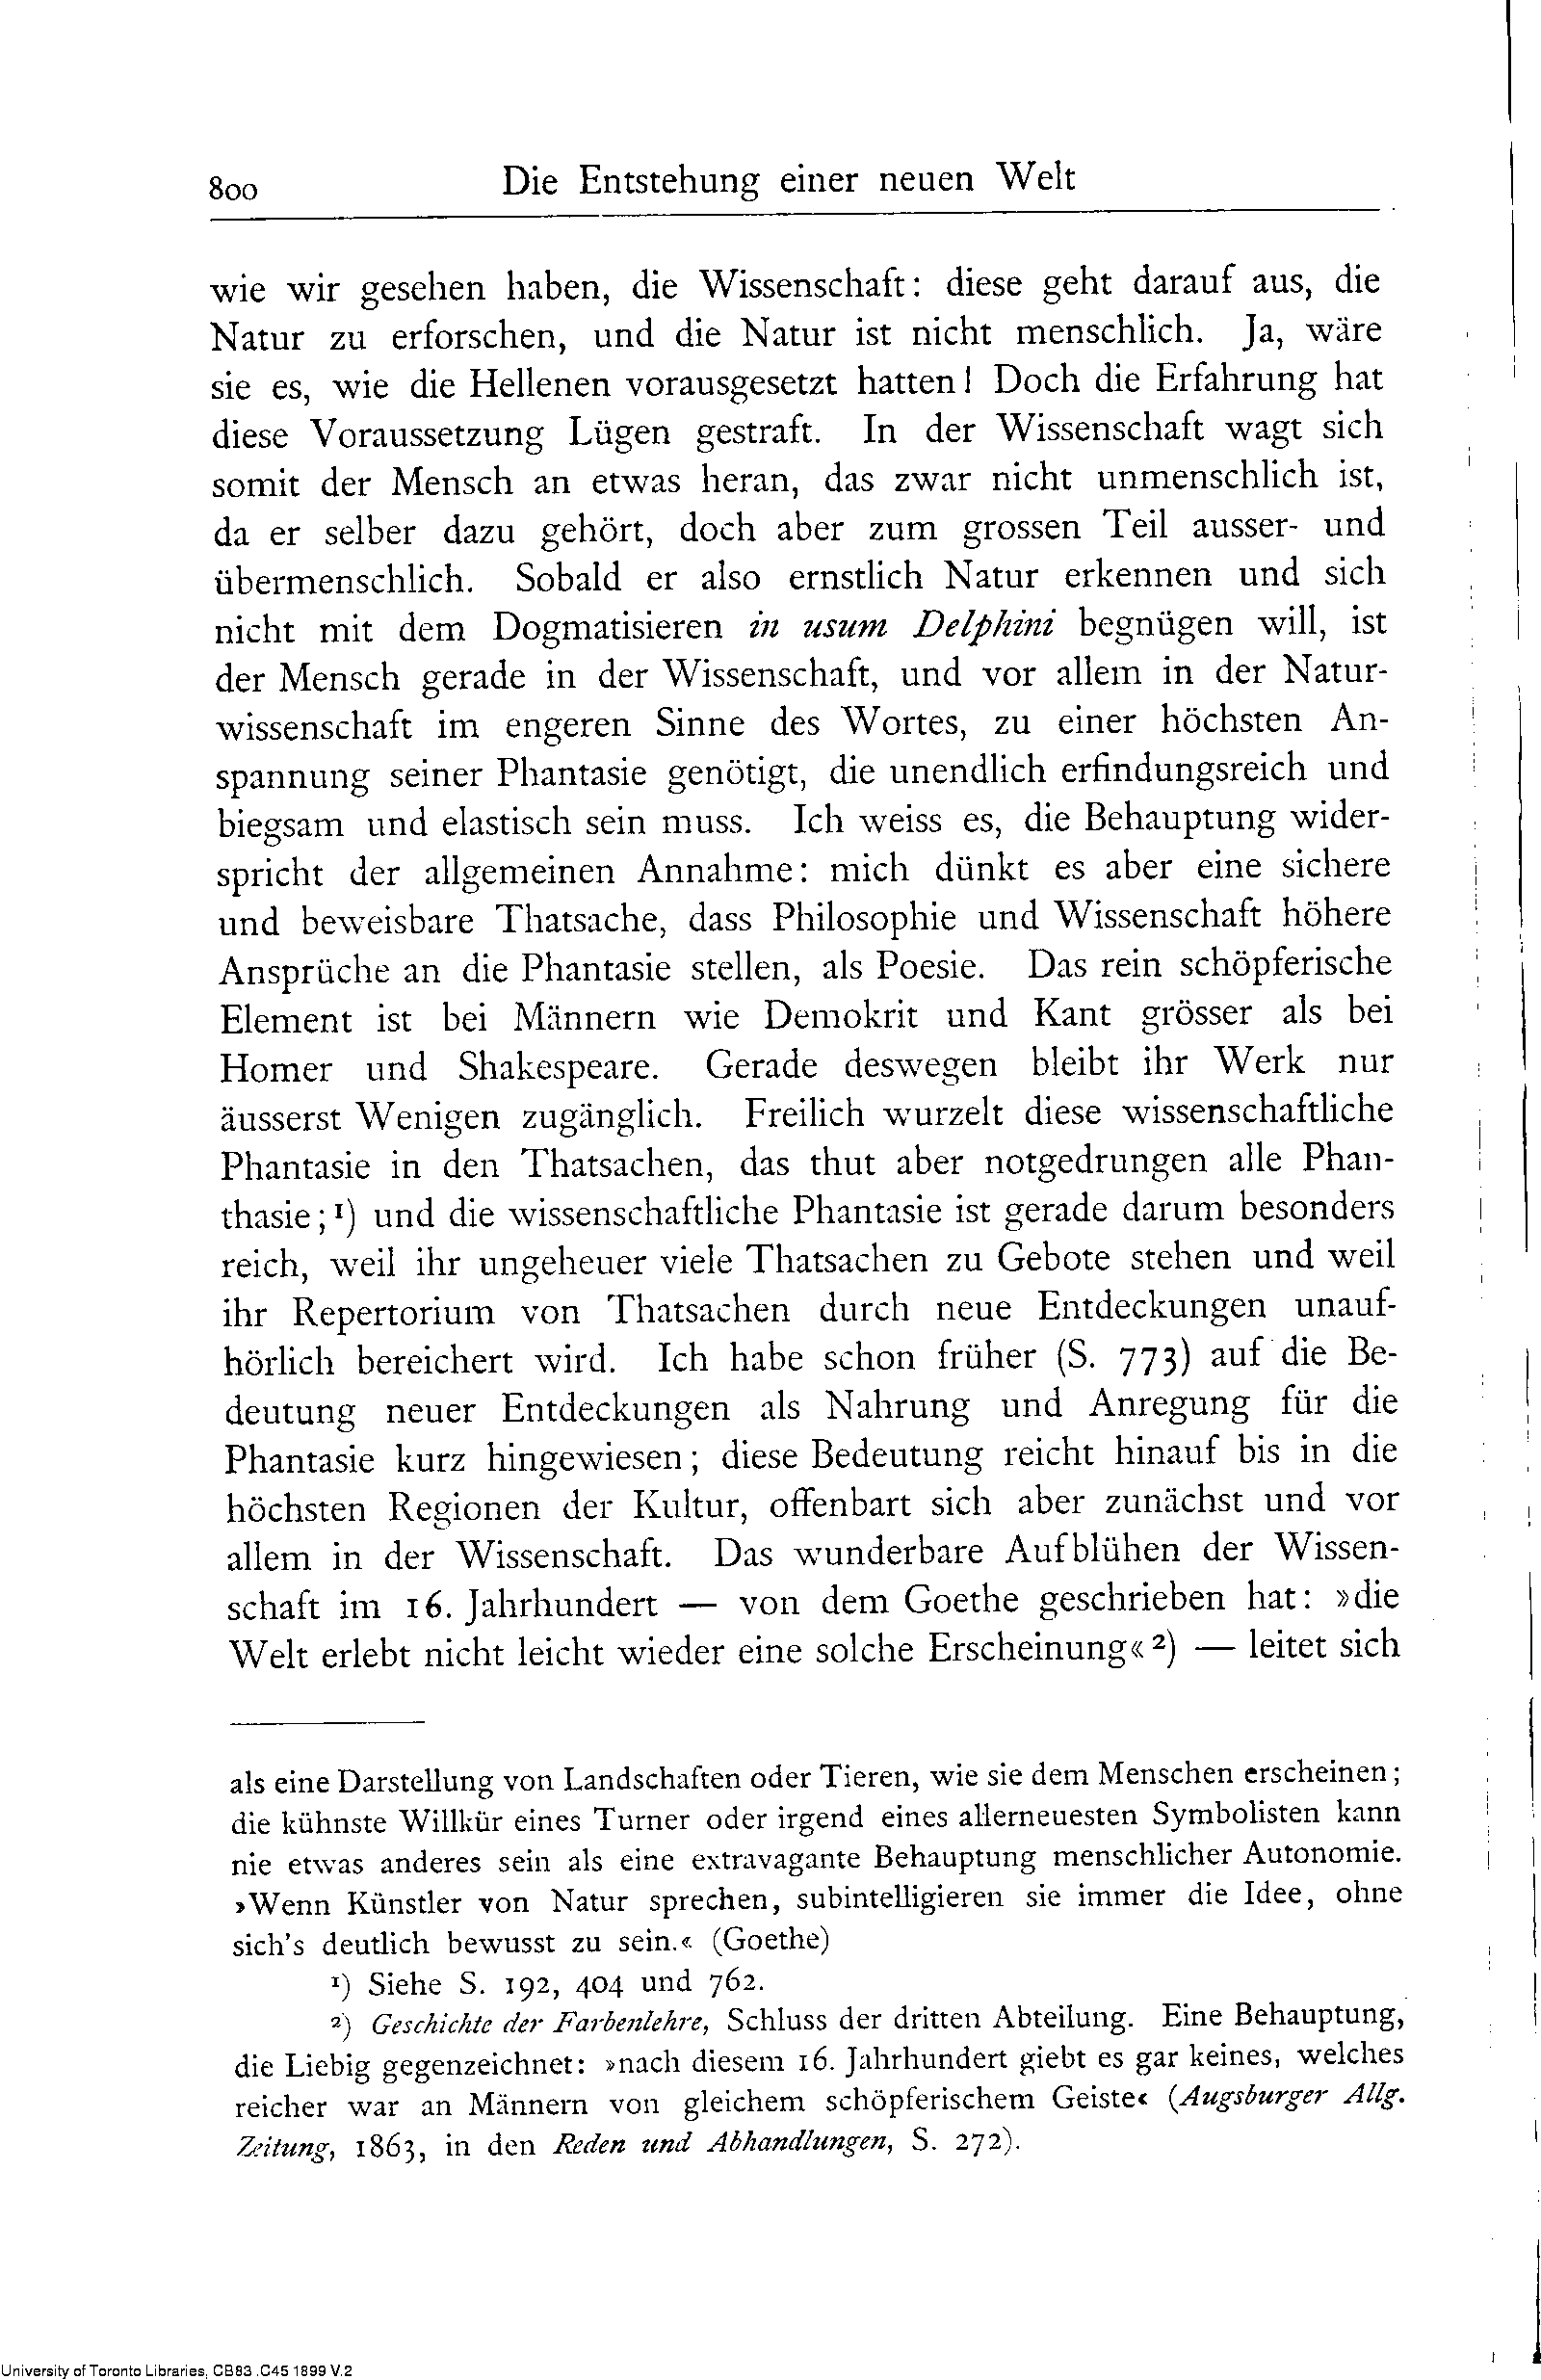 800 Die Entstehung einer neuen Welt
wie wir gesehen haben, die Wissenschaft: diese geht darauf aus, die
Natur zu erforschen, und die Natur ist nicht menschlich. Ja, wäre
sie es, wie die Hellenen vorausgesetzt hatten! Doch die Erfahrung hat
diese Voraussetzung Lügen gestraft. In der Wissenschaft wagt sich
somit der Mensch an etwas heran, das zwar nicht unmenschlich ist,
da er selber dazu gehört, doch aber zum grossen Teil ausser- und
übermenschlich. Sobald er also ernstlich Natur erkennen und sich
nicht mit dem Dogmatisieren in usum Delphini begnügen will, ist
der Mensch gerade in der Wissenschaft, und vor allem in der Natur-
wissenschaft im engeren Sinne des Wortes, zu einer höchsten An-
spannung seiner Phantasie genötigt, die unendlich erfindungsreich und
biegsam und elastisch sein muss. Ich weiss es, die Behauptung wider-
spricht der allgemeinen Annahme: mich dünkt es aber eine sichere
und beweisbare Thatsache, dass Philosophie und Wissenschaft höhere
Ansprüche an die Phantasie stellen, als Poesie. Das rein schöpferische
Element ist bei Männern wie Demokrit und Kant grösser als bei
Homer und Shakespeare. Gerade deswegen bleibt ihr Werk nur
äusserst Wenigen zugänglich. Freilich wurzelt diese wissenschaftliche
Phantasie in den Thatsachen, das thut aber notgedrungen alle Phan-
thasie;¹) und die wissenschaftliche Phantasie ist gerade darum besonders
reich, weil ihr ungeheuer viele Thatsachen zu Gebote stehen und weil
ihr Repertorium von Thatsachen durch neue Entdeckungen unauf-
hörlich bereichert wird. Ich habe schon früher (S. 773) auf die Be-
deutung neuer Entdeckungen als Nahrung und Anregung für die
Phantasie kurz hingewiesen; diese Bedeutung reicht hinauf bis in die
höchsten Regionen der Kultur, offenbart sich aber zunächst und vor
allem in der Wissenschaft. Das wunderbare Aufblühen der Wissen-
schaft im 16. Jahrhundert — von dem Goethe geschrieben hat: »die
Welt erlebt nicht leicht wieder eine solche Erscheinung«²) — leitet sich
als eine Darstellung von Landschaften oder Tieren, wie sie dem Menschen erscheinen;
die kühnste Willkür eines Turner oder irgend eines allerneuesten Symbolisten kann
nie etwas anderes sein als eine extravagante Behauptung menschlicher Autonomie.
»Wenn Künstler von Natur sprechen, subintelligieren sie immer die Idee, ohne
sich's deutlich bewusst zu sein.« (Goethe)
¹) Siehe S. 192, 404 und 762.
²) Geschichte der Farbenlehre, Schluss der dritten Abteilung. Eine Behauptung,
die Liebig gegenzeichnet: »nach diesem 16. Jahrhundert giebt es gar keines, welches
reicher war an Männern von gleichem schöpferischem Geiste« (Augsburger Allg.
Zeitung, 1863, in den Reden und Abhandlungen, S. 272).
University of Toronto Libraries, CB83 .C45 1899 V.2